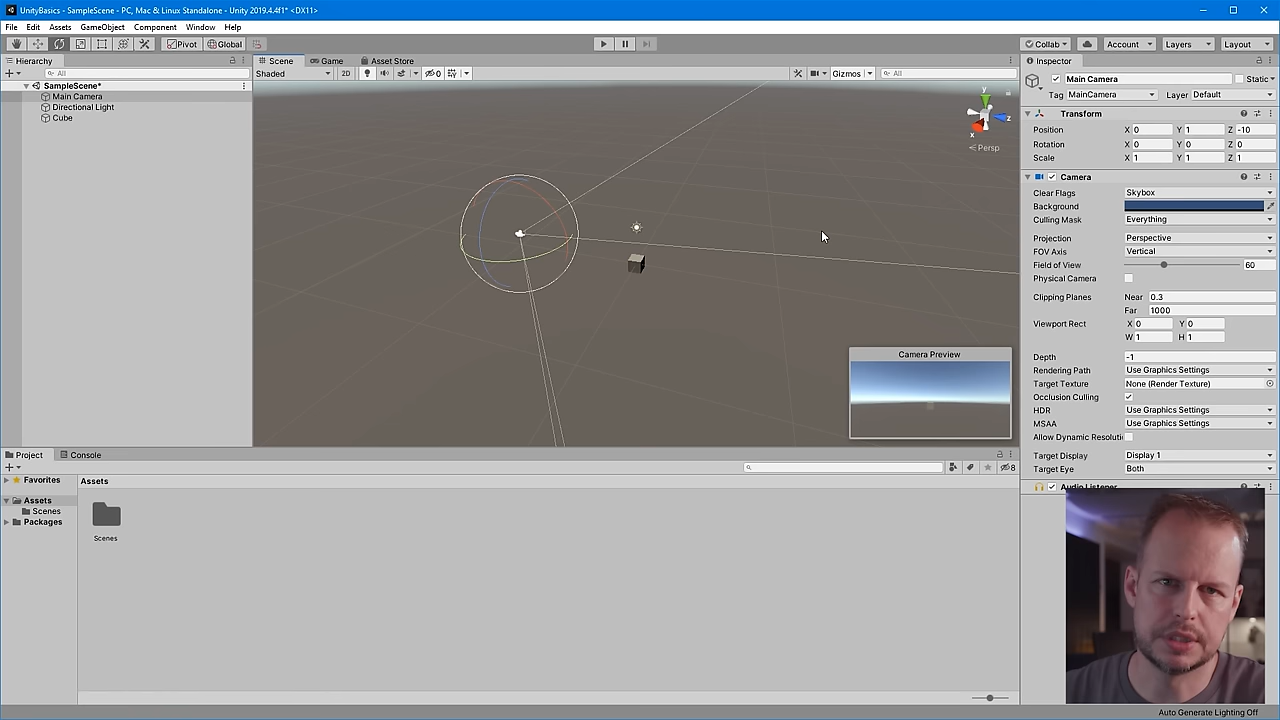 UnityBasics - SampleScene - PC, Mac & Linux Standalone - Unity 2019.4.4f1* <DX11>
File Edit Assets GameObject Component Window Help
Pivot Global Collab Account Layers Layout
Hierarchy
All
SampleScene*
Main Camera
Directional Light
Cube
Scene Game Asset Store
Shaded 2D 0 Gizmos All
y
z
x
Persp
Camera Preview
Inspector
Main Camera Static
Tag MainCamera Layer Default
Transform
Position X 0 Y 1 Z -10
Rotation X 0 Y 0 Z 0
Scale X 1 Y 1 Z 1
Camera
Clear Flags Skybox
Background
Culling Mask Everything
Projection Perspective
FOV Axis Vertical
Field of View 60
Physical Camera
Clipping Planes Near 0.3
Far 1000
Viewport Rect X 0 Y 0
W 1 H 1
Depth -1
Rendering Path Use Graphics Settings
Target Texture None (Render Texture)
Occlusion Culling
HDR Use Graphics Settings
MSAA Use Graphics Settings
Allow Dynamic Resoluti
Target Display Display 1
Target Eye Both
Audio Listener
Project Console
8
Favorites
Assets
Scenes
Packages
Assets
Scenes
Auto Generate Lighting Off